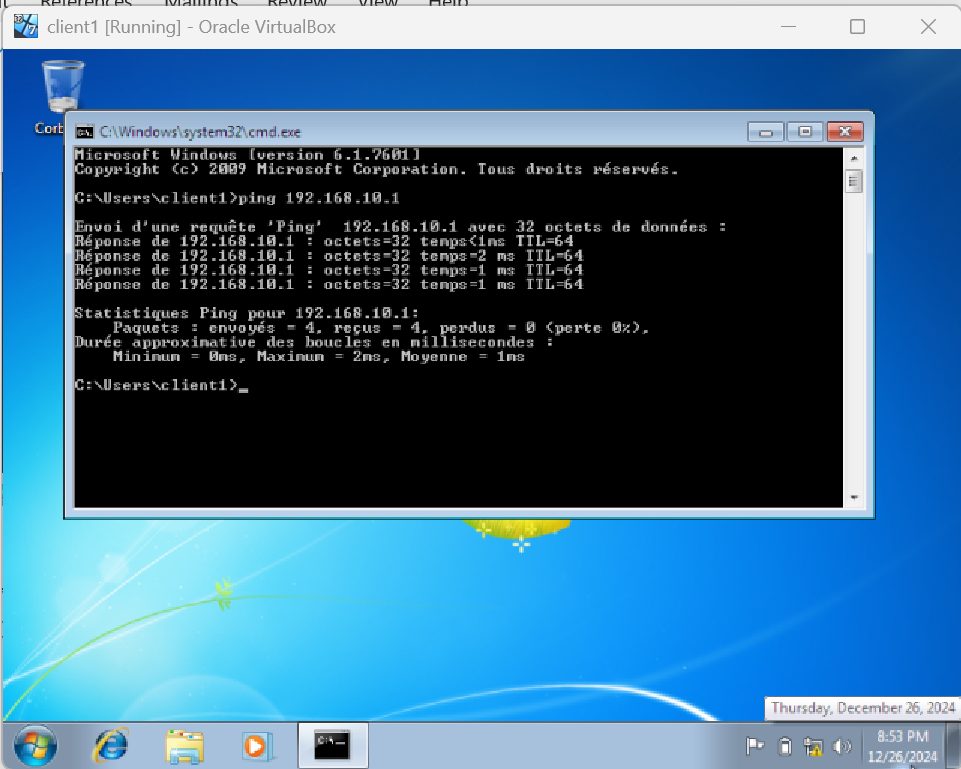 References Mailings Review View Help
client1 [Running] - Oracle VirtualBox
C:\Windows\system32\cmd.exe
Microsoft Windows [version 6.1.7601]
Copyright (c) 2009 Microsoft Corporation. Tous droits réservés.
C:\Users\client1>ping 192.168.10.1
Envoi d'une requête 'Ping'  192.168.10.1 avec 32 octets de données :
Réponse de 192.168.10.1 : octets=32 temps<1ms TTL=64
Réponse de 192.168.10.1 : octets=32 temps=2 ms TTL=64
Réponse de 192.168.10.1 : octets=32 temps=1 ms TTL=64
Réponse de 192.168.10.1 : octets=32 temps=1 ms TTL=64
Statistiques Ping pour 192.168.10.1:
    Paquets : envoyés = 4, reçus = 4, perdus = 0 (perte 0%),
Durée approximative des boucles en millisecondes :
    Minimum = 0ms, Maximum = 2ms, Moyenne = 1ms
C:\Users\client1>_
Thursday, December 26, 2024
8:53 PM
12/26/2024